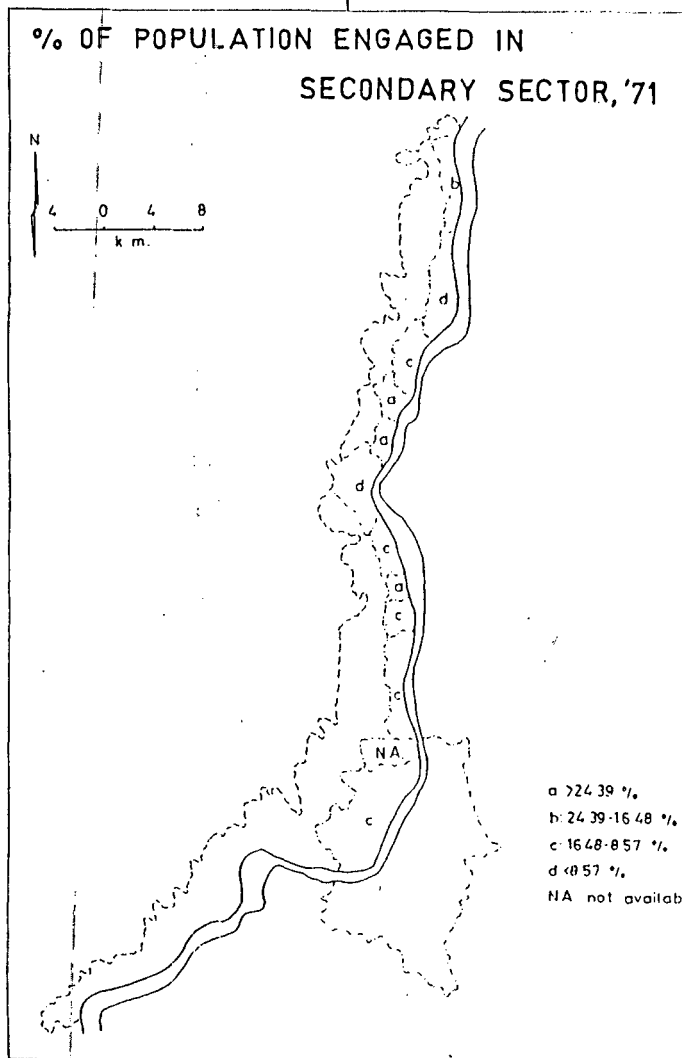 % OF POPULATION ENGAGED IN
SECONDARY SECTOR, '71
N
4 0 4 8
k m.
b
d
c
a
a
d
c
a
c
c
NA
c
a >24 39 %
b: 24 39-16 48 %
c- 16 48-8 57 %
d <8 57 %
NA not availab